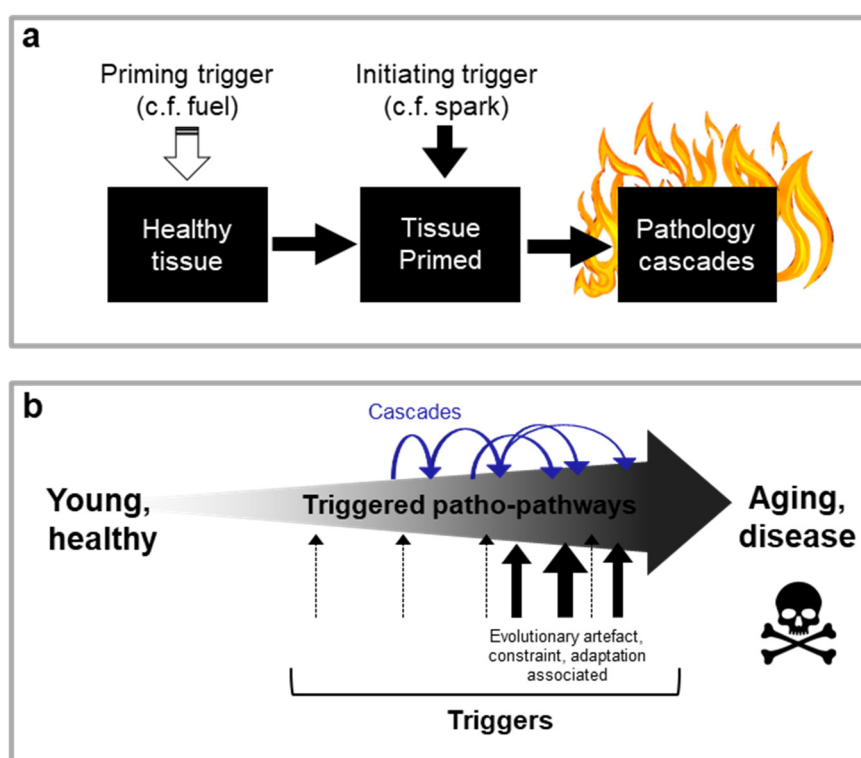 a
Priming trigger
(c.f. fuel)
Initiating trigger
(c.f. spark)
Healthy
tissue
Tissue
Primed
Pathology
cascades
b
Cascades
Young,
healthy
Triggered patho-pathways
Aging,
disease
Evolutionary artefact,
constraint, adaptation
associated
Triggers